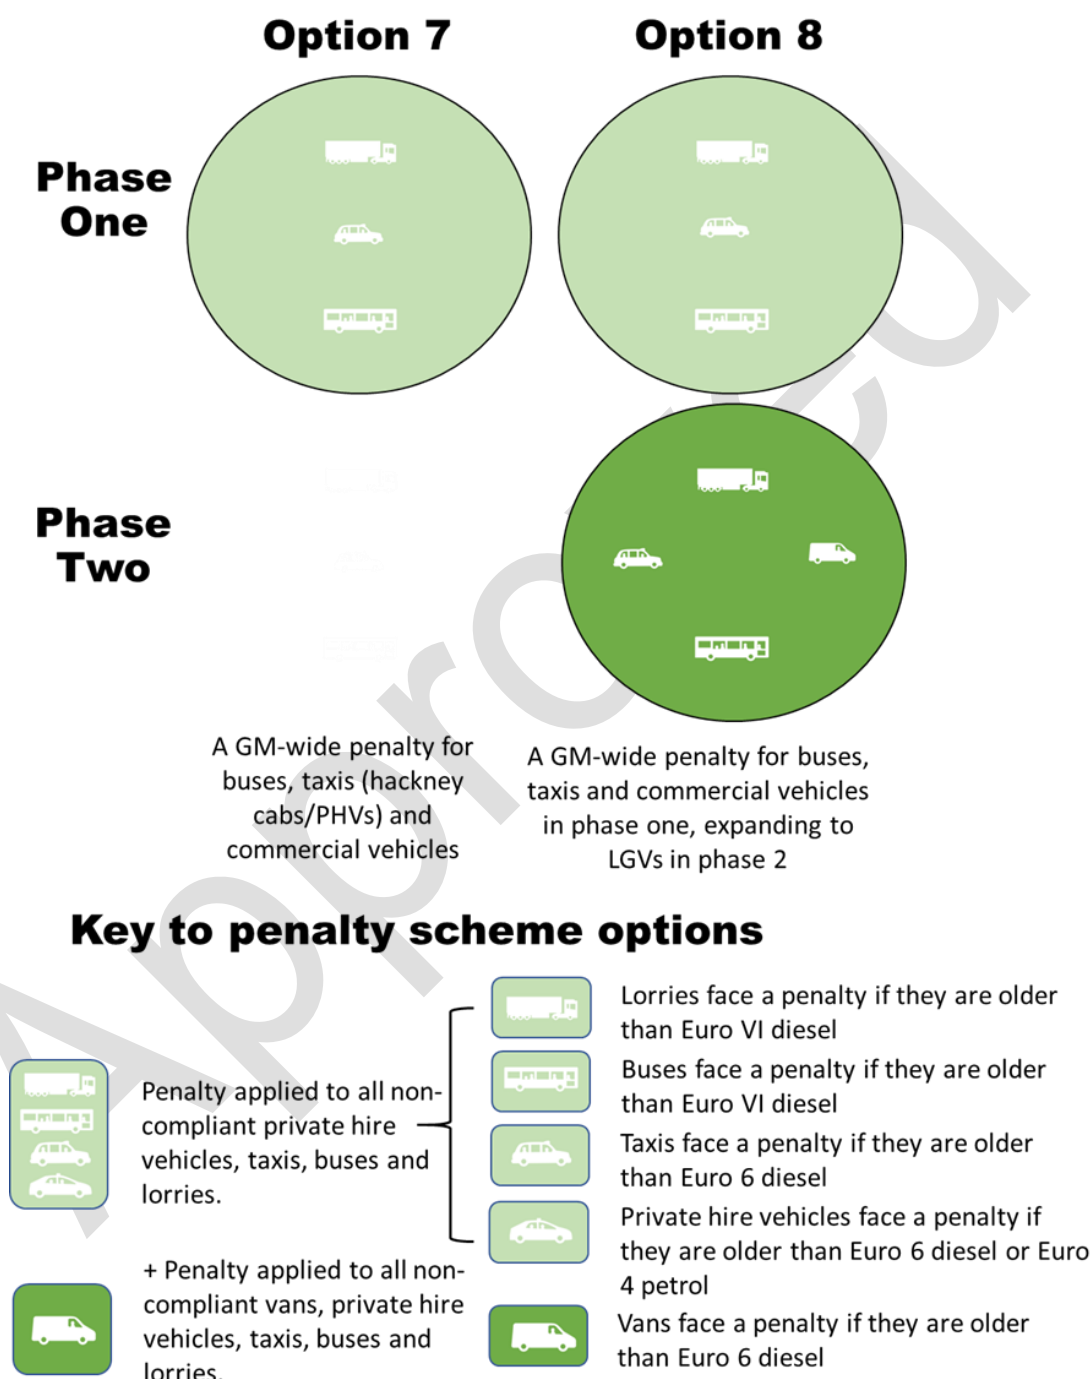 Option 7
Option 8
Phase
One
Phase
Two
A GM-wide penalty for
buses, taxis (hackney
cabs/PHVs) and
commercial vehicles
A GM-wide penalty for buses,
taxis and commercial vehicles
in phase one, expanding to
LGVs in phase 2
Key to penalty scheme options
Penalty applied to all non-
compliant private hire
vehicles, taxis, buses and
lorries.
+ Penalty applied to all non-
compliant vans, private hire
vehicles, taxis, buses and
lorries.
Lorries face a penalty if they are older
than Euro VI diesel
Buses face a penalty if they are older
than Euro VI diesel
Taxis face a penalty if they are older
than Euro 6 diesel
Private hire vehicles face a penalty if
they are older than Euro 6 diesel or Euro
4 petrol
Vans face a penalty if they are older
than Euro 6 diesel
Approved